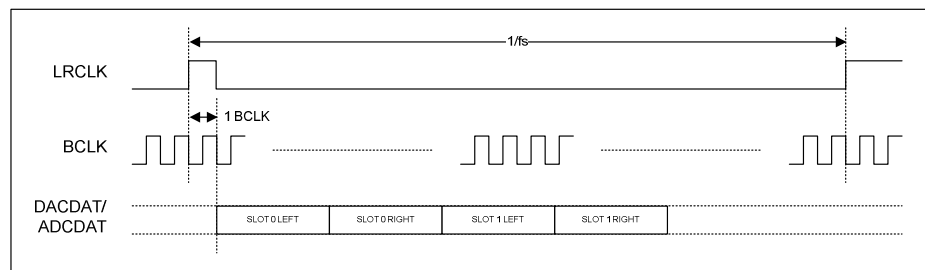 1/fs
LRCLK
1 BCLK
BCLK
DACDAT/
ADCDAT
SLOT 0 LEFT
SLOT 0 RIGHT
SLOT 1 LEFT
SLOT 1 RIGHT